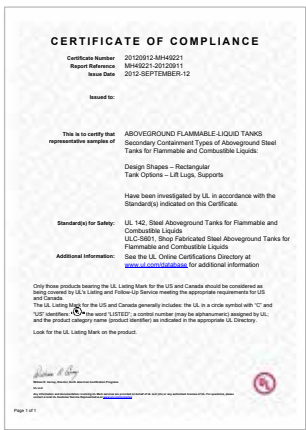 CERTIFICATE OF COMPLIANCE
Certificate Number 20120912-MH49221
Report Reference MH49221-20120911
Issue Date 2012-SEPTEMBER-12
Issued to:
This is to certify that ABOVEGROUND FLAMMABLE-LIQUID TANKS
representative samples of Secondary Containment Types of Aboveground Steel
Tanks for Flammable and Combustible Liquids:
Design Shapes – Rectangular
Tank Options – Lift Lugs, Supports
Have been investigated by UL in accordance with the
Standard(s) indicated on this Certificate.
Standard(s) for Safety: UL 142, Steel Aboveground Tanks for Flammable and
Combustible Liquids
ULC-S601, Shop Fabricated Steel Aboveground Tanks for
Flammable and Combustible Liquids
Additional Information: See the UL Online Certifications Directory at
www.ul.com/database for additional information
Only those products bearing the UL Listing Mark for the US and Canada should be considered as
being covered by UL's Listing and Follow-Up Service meeting the appropriate requirements for US
and Canada.
The UL Listing Mark for the US and Canada generally includes: the UL in a circle symbol with "C" and
"US" identifiers: the word "LISTED"; a control number (may be alphanumeric) assigned by UL;
and the product category name (product identifier) as indicated in the appropriate UL Directory.
Look for the UL Listing Mark on the product.
Page 1 of 1